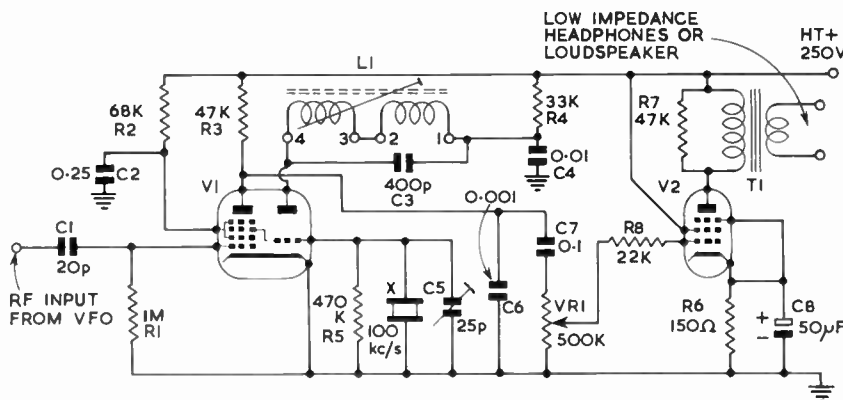 LOW IMPEDANCE
HEADPHONES OR
LOUDSPEAKER
HT+
250V
L1
68K
R2
47K
R3
33K
R4
R7
47K
4
3
2
1
0.25
C2
V1
400p
C3
0.01
C4
0.001
V2
T1
C1
20p
C7
0.1
R8
22K
RF INPUT
FROM VFO
1M
R1
470
K
R5
X
100
kc/s
C5
25p
C6
VR1
500K
R6
150Ω
C8
50µF
+
−